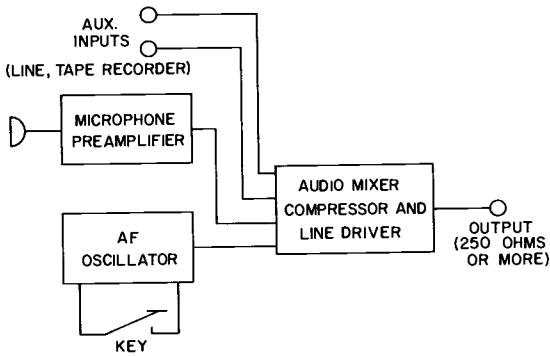 AUX.
INPUTS
(LINE, TAPE RECORDER)
MICROPHONE
PREAMPLIFIER
AUDIO MIXER
COMPRESSOR AND
LINE DRIVER
AF
OSCILLATOR
OUTPUT
(250 OHMS
OR MORE)
KEY